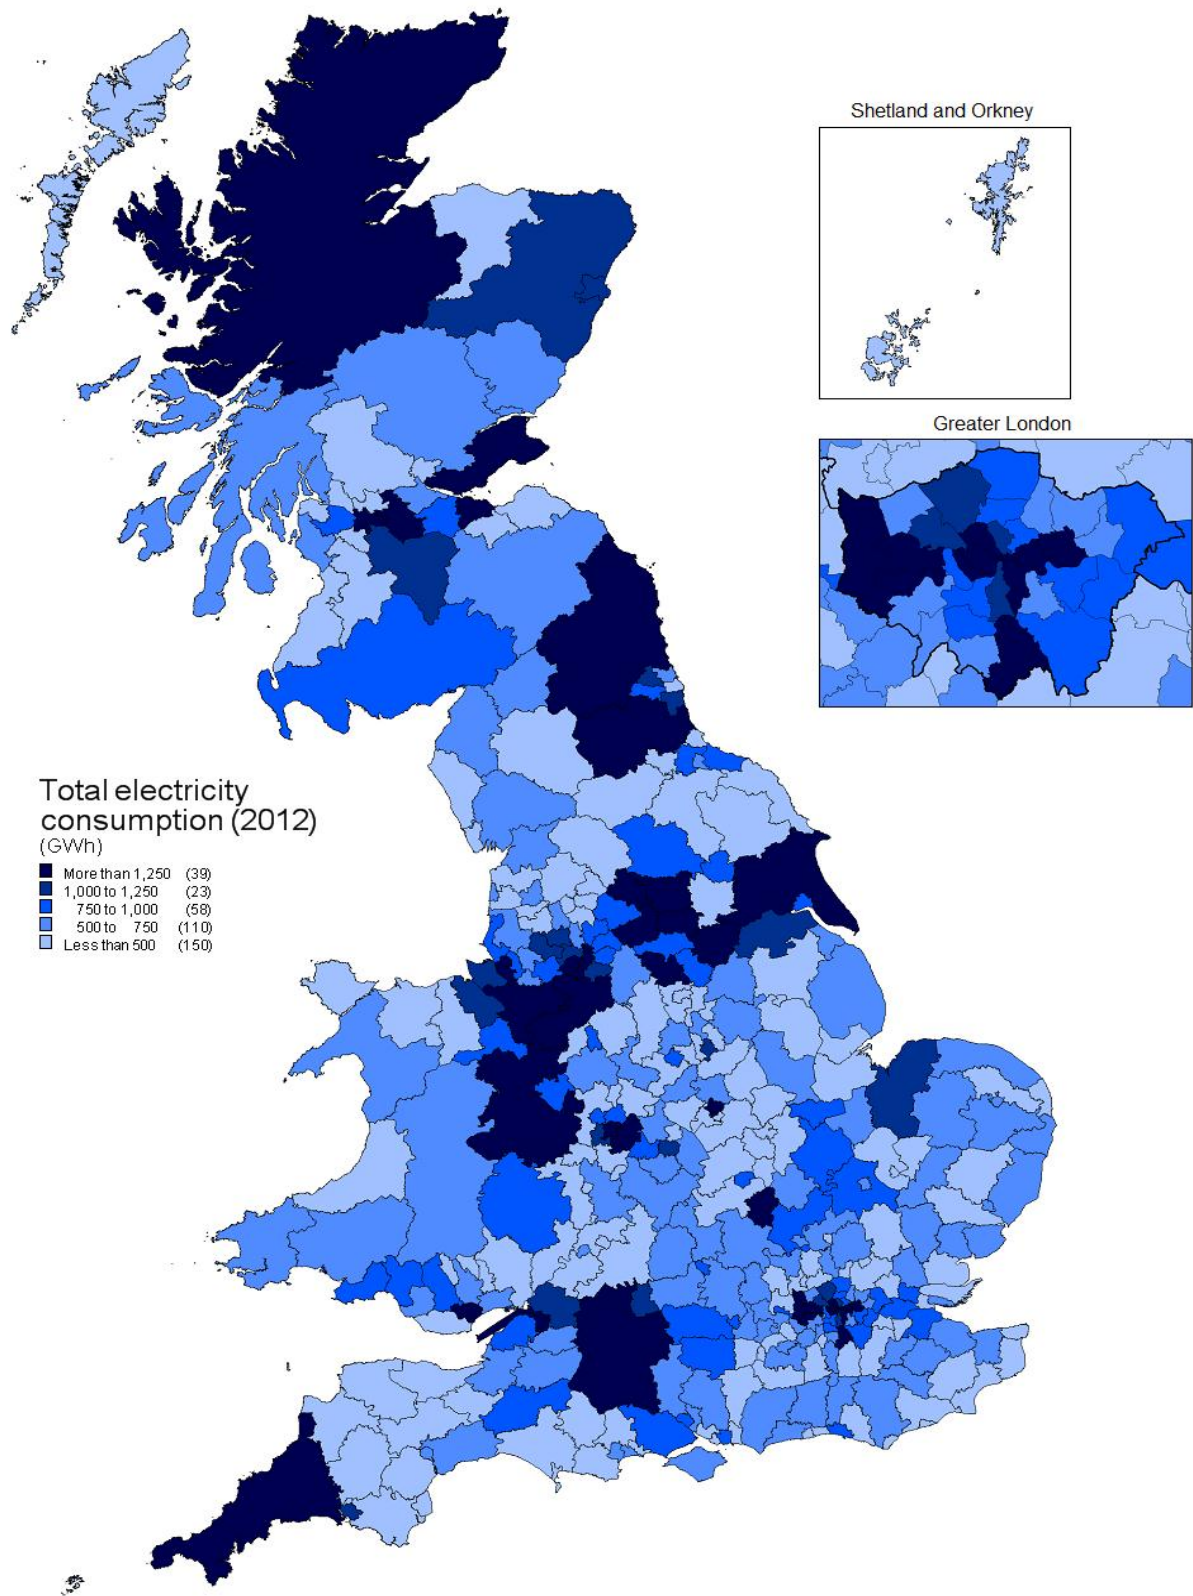 Shetland and Orkney
Greater London
Total electricity
consumption (2012)
(GWh)
More than 1,250 (39)
1,000 to 1,250 (23)
750 to 1,000 (58)
500 to 750 (110)
Less than 500 (150)